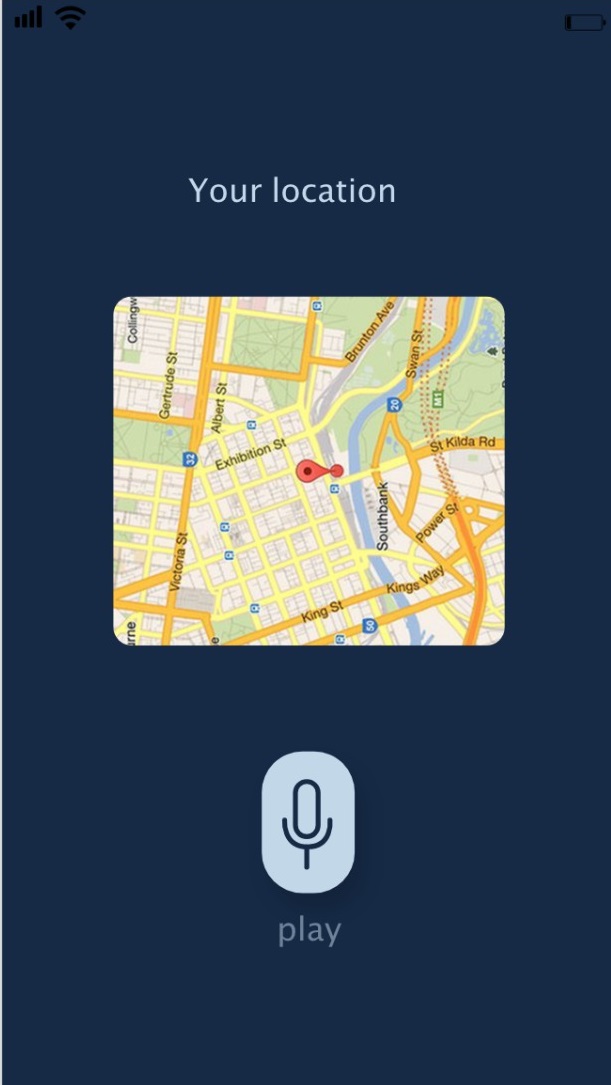 Your location
Collingw
Gertrude St
Albert St
Brunton Ave
Swan St
20
M1
Exhibition St
32
St Kilda Rd
Southbank
Power St
Victoria St
Kings Way
King St
50
rne
e
play